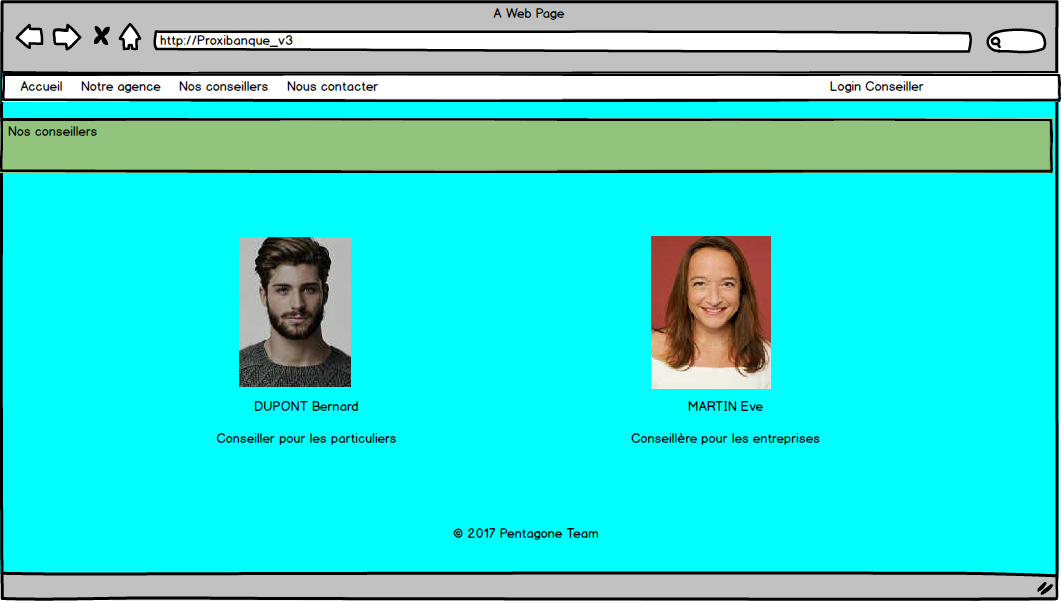 A Web Page
http://Proxibanque_v3
Accueil Notre agence Nos conseillers Nous contacter Login Conseiller
Nos conseillers
DUPONT Bernard MARTIN Eve
Conseiller pour les particuliers Conseillère pour les entreprises
© 2017 Pentagone Team